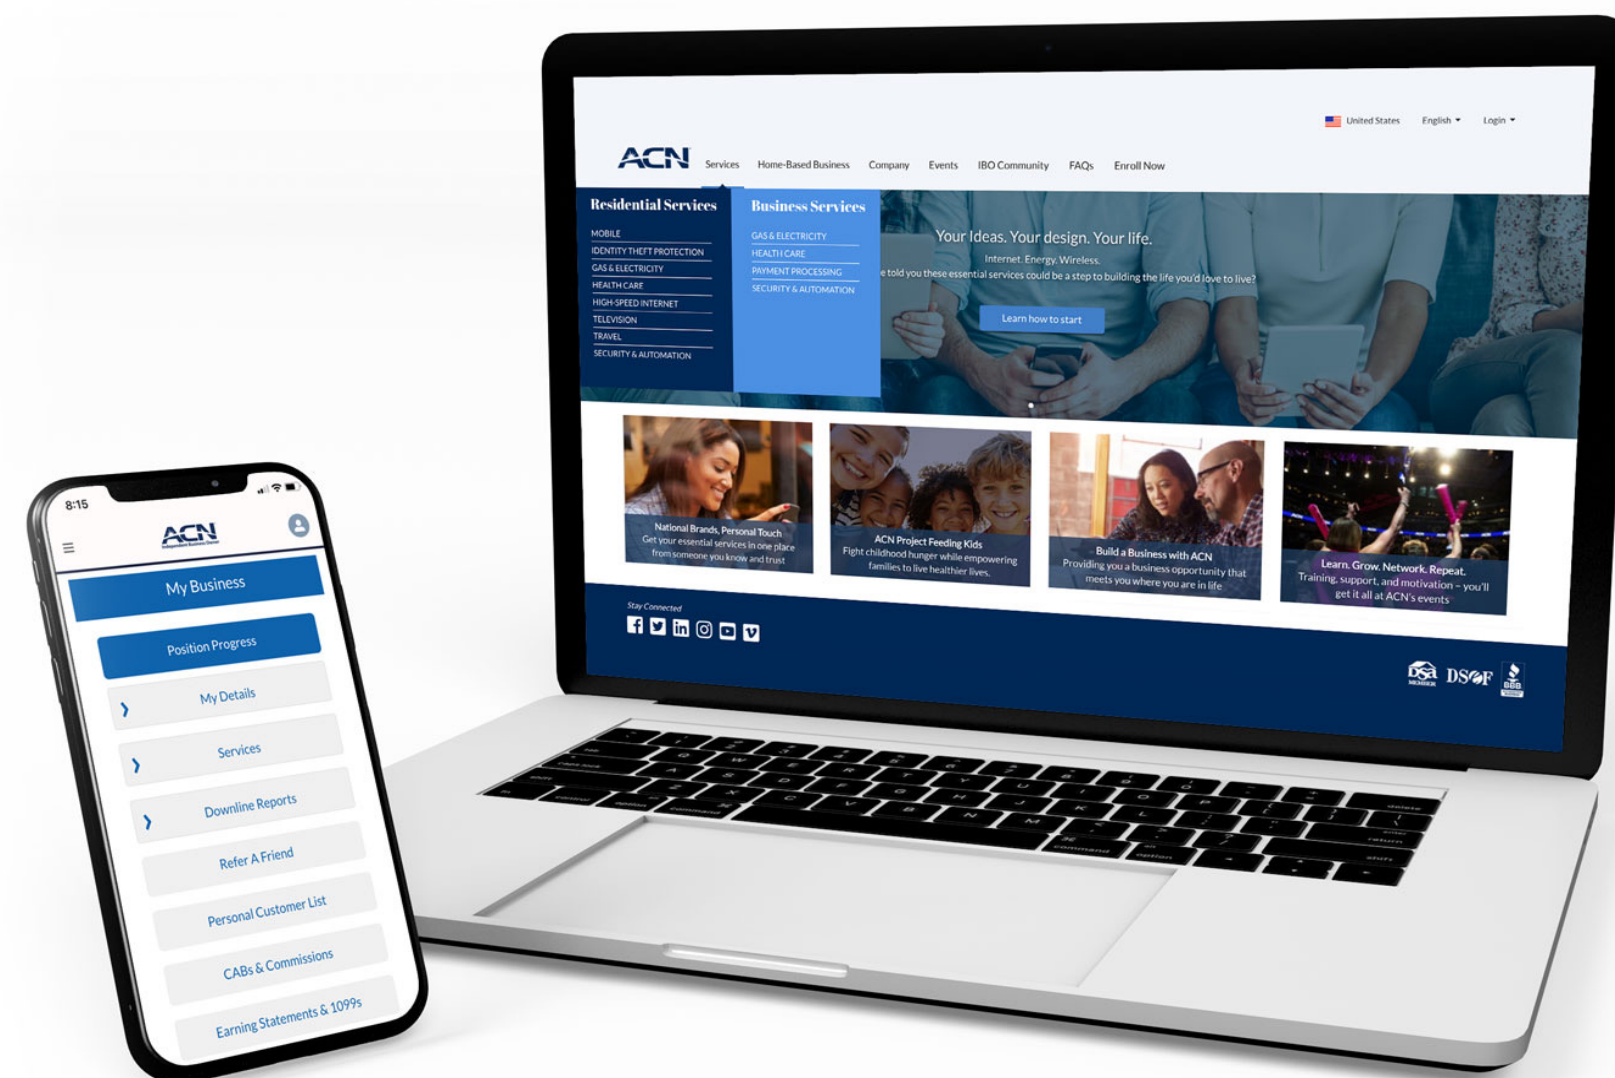 United States English Login
ACN Services Home-Based Business Company Events IBO Community FAQs Enroll Now
Residential Services
MOBILE
IDENTITY THEFT PROTECTION
GAS & ELECTRICITY
HEALTH CARE
HIGH-SPEED INTERNET
TELEVISION
TRAVEL
SECURITY & AUTOMATION
Business Services
GAS & ELECTRICITY
HEALTH CARE
PAYMENT PROCESSING
SECURITY & AUTOMATION
Your Ideas. Your design. Your life.
Internet. Energy. Wireless.
e told you these essential services could be a step to building the life you'd love to live?
Learn how to start
National Brands, Personal Touch
Get your essential services in one place
from someone you know and trust
ACN Project Feeding Kids
Fight childhood hunger while empowering
families to live healthier lives.
Build a Business with ACN
Providing you a business opportunity that
meets you where you are in life
Learn. Grow. Network. Repeat.
Training, support, and motivation – you'll
get it all at ACN's events
Stay Connected
DSA
MEMBER
DSEF
BBB
8:15
ACN
Independent Business Owner
My Business
Position Progress
My Details
Services
Downline Reports
Refer A Friend
Personal Customer List
CABs & Commissions
Earning Statements & 1099s